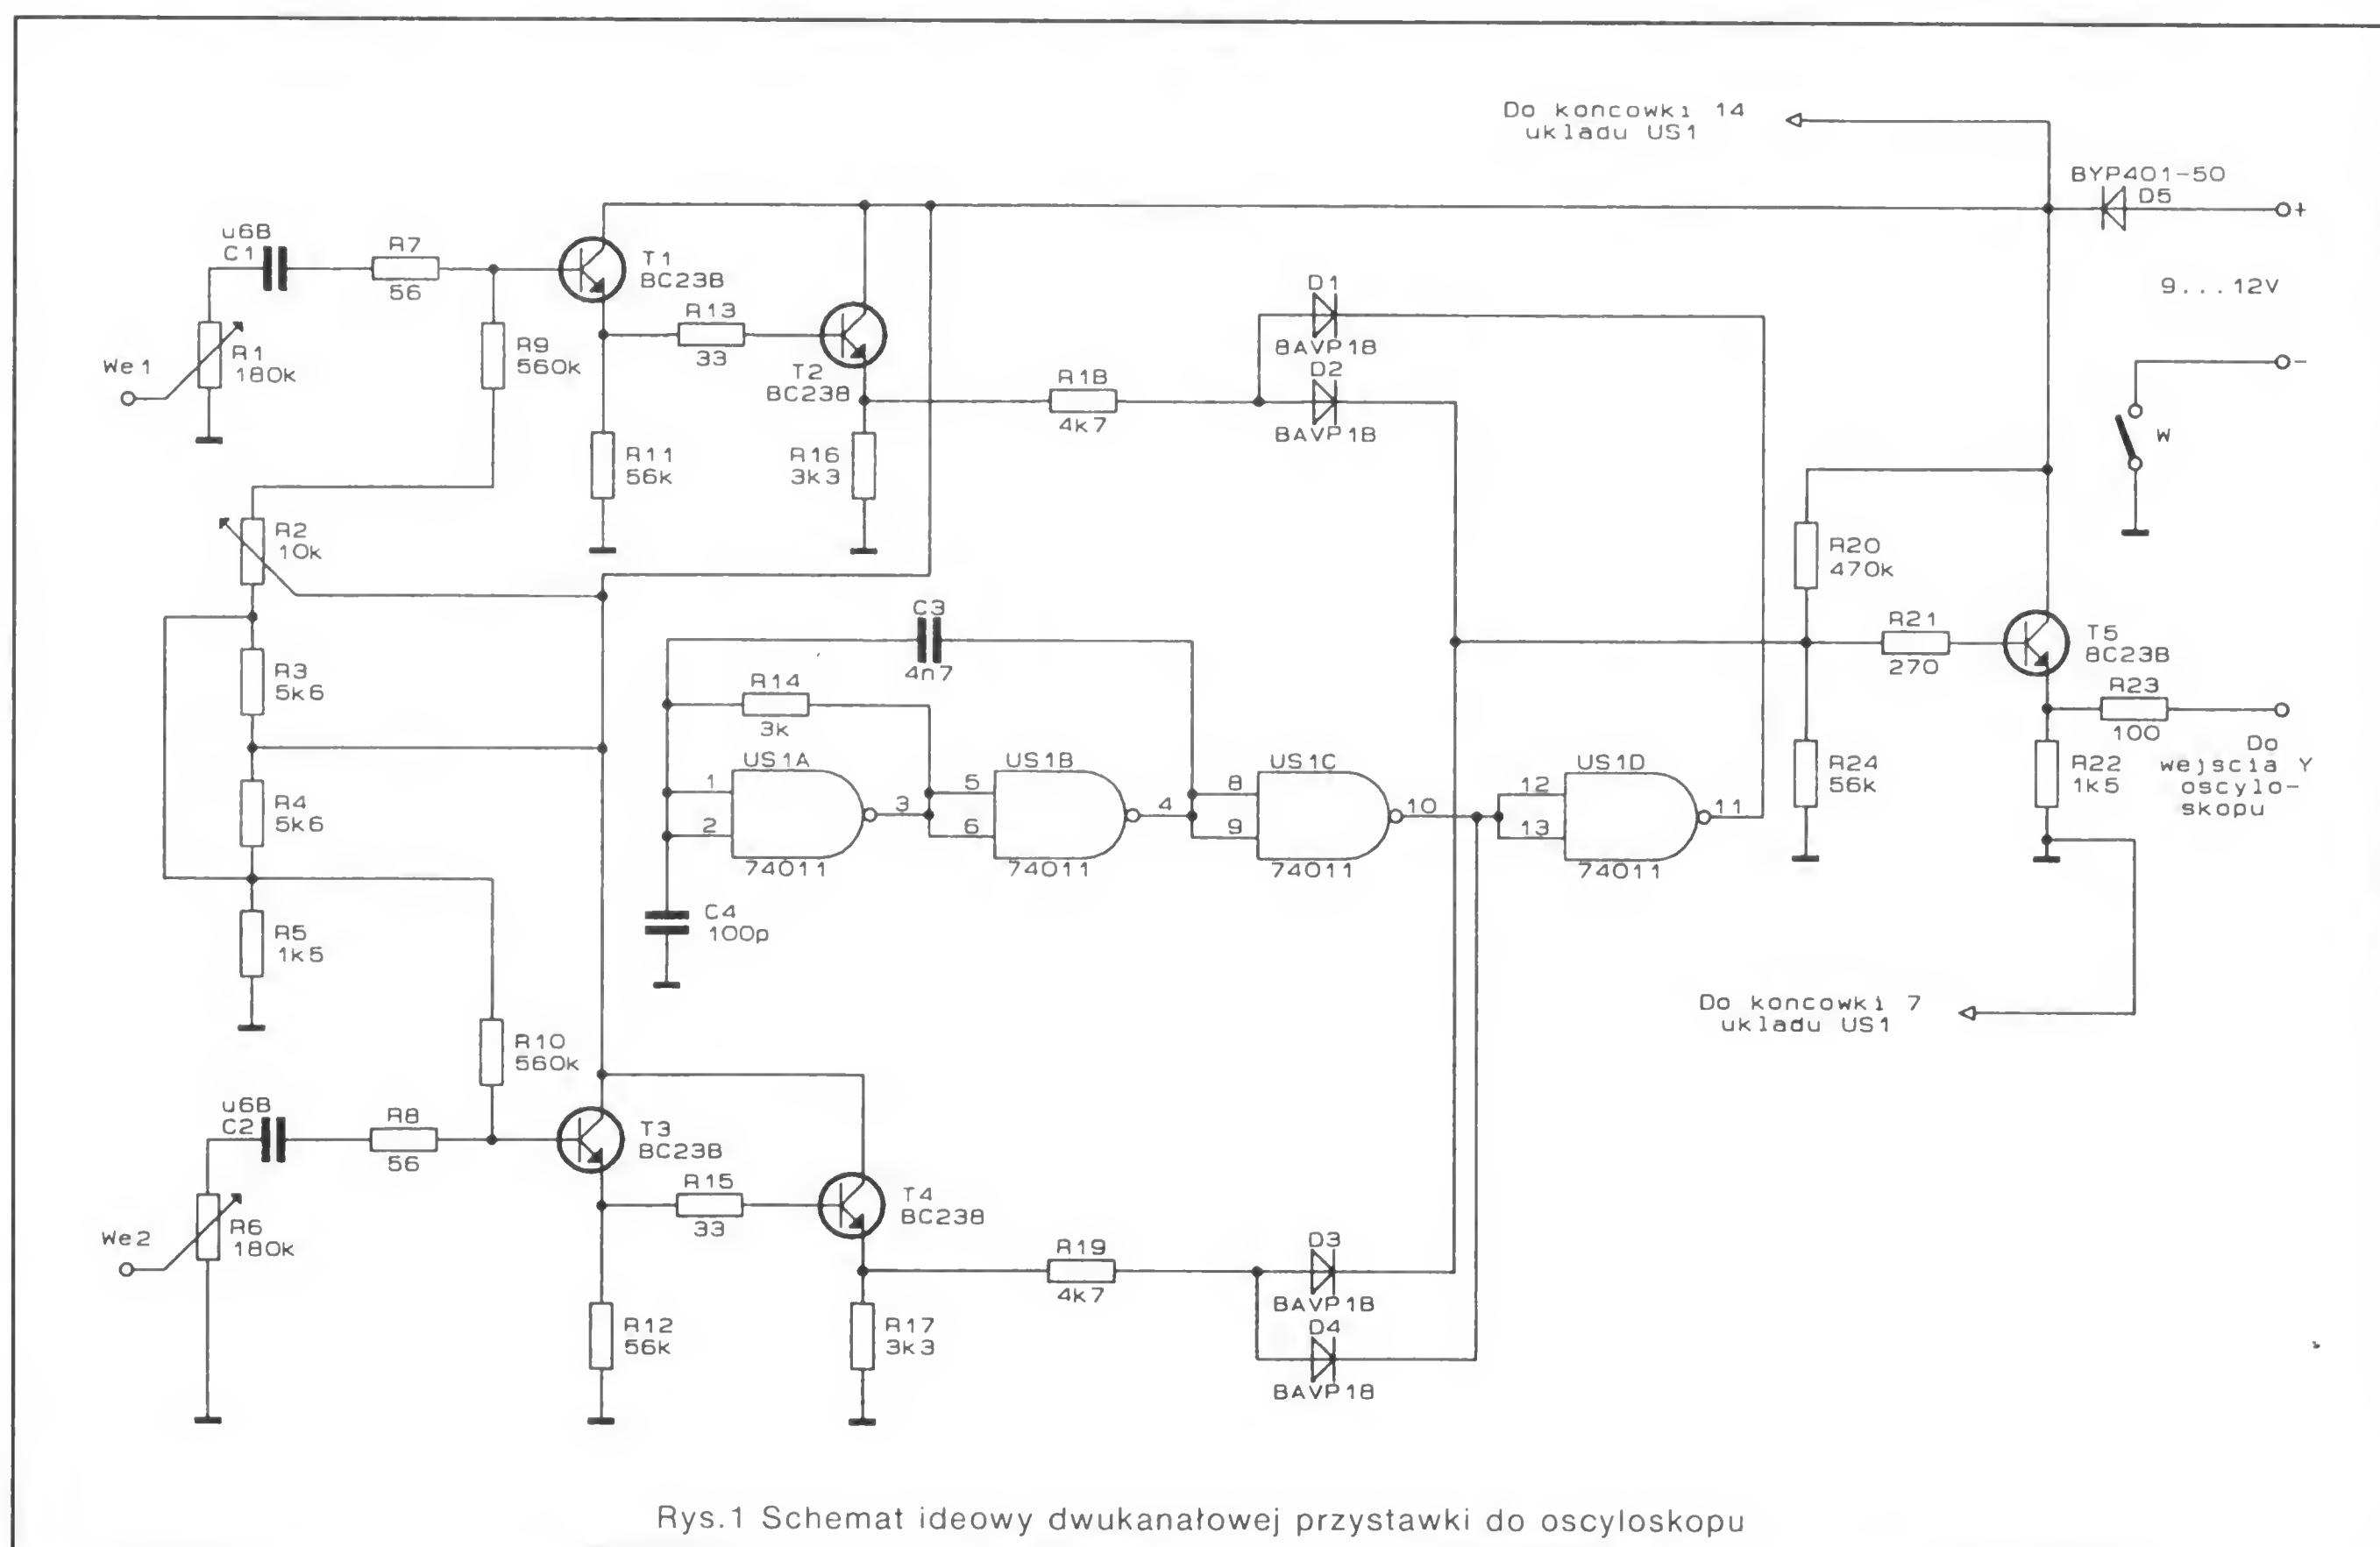 Do koncowki 14
ukladu US1
BYP401-50
D5
+
9...12V
-
W
u68
C1
R7
56
T1
BC238
R13
33
T2
BC238
R1
180k
We1
R9
560k
R11
56k
R16
3k3
R18
4k7
D1
BAVP18
D2
BAVP18
R2
10k
R3
5k6
R4
5k6
R5
1k5
C3
4n7
R14
3k
US1A
1
2
3
74011
US1B
5
6
4
74011
US1C
8
9
10
74011
US1D
12
13
11
74011
C4
100p
R20
470k
R21
270
T5
BC238
R23
100
R24
56k
R22
1k5
Do
wejscia Y
oscylo-
skopu
Do koncowki 7
ukladu US1
R10
560k
u68
C2
R8
56
T3
BC238
R15
33
T4
BC238
We2
R6
180k
R12
56k
R17
3k3
R19
4k7
D3
BAVP18
D4
BAVP18
Rys.1 Schemat ideowy dwukanałowej przystawki do oscyloskopu